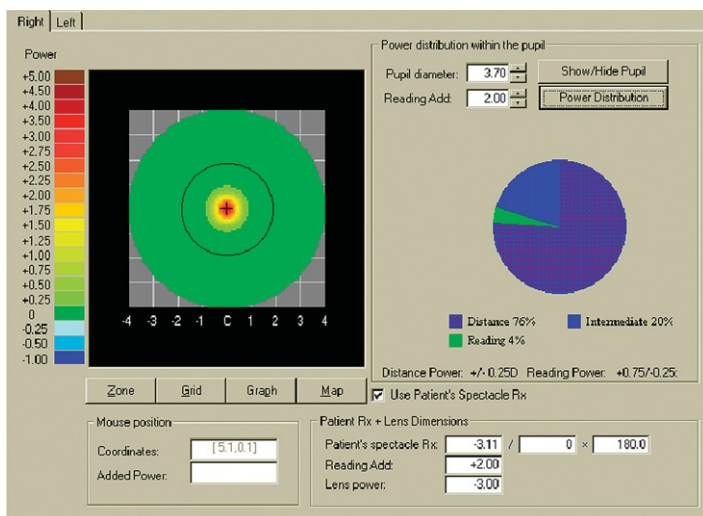 Right Left
Power
+5.00
+4.50
+4.00
+3.50
+3.00
+2.75
+2.50
+2.25
+2.00
+1.75
+1.50
+1.25
+1.00
+0.75
+0.50
+0.25
0
-0.25
-0.50
-1.00
-4 -3 -2 -1 C 1 2 3 4
Zone Grid Graph Map
Power distribution within the pupil
Pupil diameter: 3.70 Show/Hide Pupil
Reading Add: 2.00 Power Distribution
Distance 76% Intermediate 20%
Reading 4%
Distance Power: +/- 0.25D Reading Power: +0.75/-0.25:
Use Patient's Spectacle Rx
Mouse position
Coordinates: [5.1,0.1]
Added Power:
Patient Rx + Lens Dimensions
Patient's spectacle Rx: -3.11 / 0 × 180.0
Reading Add: +2.00
Lens power: -3.00